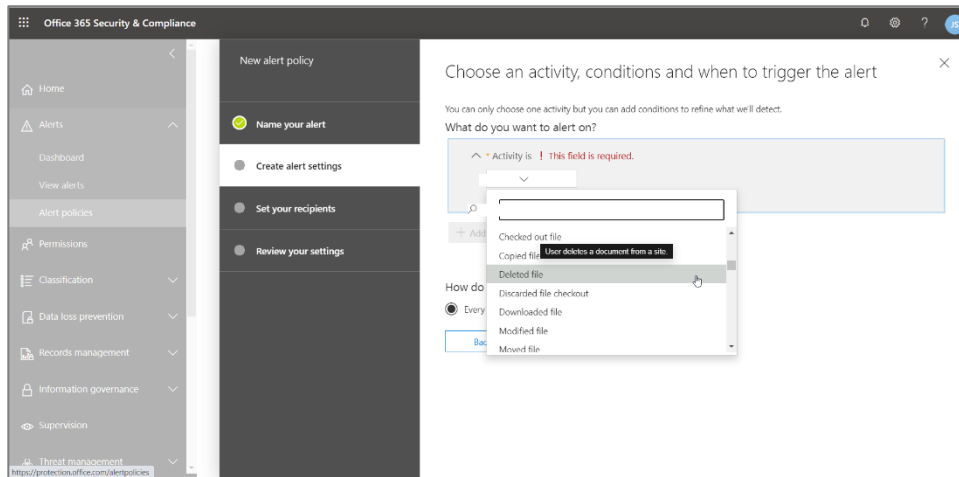 Office 365 Security & Compliance
?
JS
Home
Alerts
Dashboard
View alerts
Alert policies
Permissions
Classification
Data loss prevention
Records management
Information governance
Supervision
Threat management
https://protection.office.com/alertpolicies
New alert policy
Name your alert
Create alert settings
Set your recipients
Review your settings
Choose an activity, conditions and when to trigger the alert
You can only choose one activity but you can add conditions to refine what we'll detect.
What do you want to alert on?
* Activity is ! This field is required.
+ Add
Checked out file
Copied file
User deletes a document from a site.
Deleted file
Discarded file checkout
Downloaded file
Modified file
Moved file
How do
Every